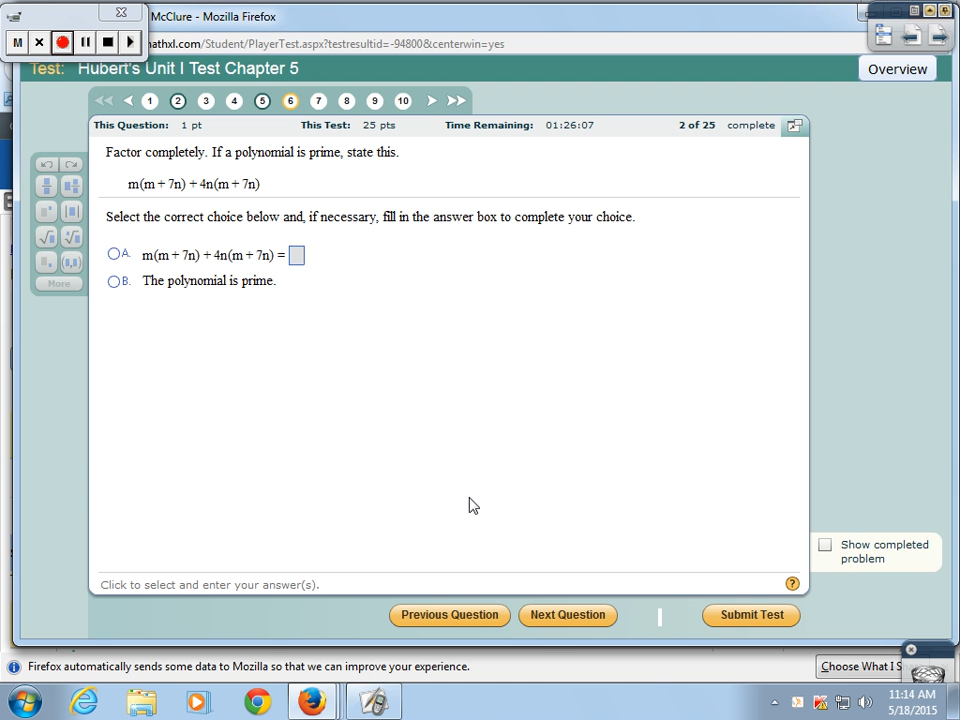 McClure - Mozilla Firefox
M
athxl.com/Student/PlayerTest.aspx?testresultid=-94800&centerwin=yes
Test: Hubert's Unit I Test Chapter 5
Overview
1 2 3 4 5 6 7 8 9 10
This Question: 1 pt
This Test: 25 pts
Time Remaining: 01:26:07
2 of 25 complete
Factor completely. If a polynomial is prime, state this.
m(m + 7n) + 4n(m + 7n)
Select the correct choice below and, if necessary, fill in the answer box to complete your choice.
A. m(m + 7n) + 4n(m + 7n) =
B. The polynomial is prime.
More
Show completed
problem
Click to select and enter your answer(s).
?
Previous Question
Next Question
Submit Test
Firefox automatically sends some data to Mozilla so that we can improve your experience.
Choose What I S
11:14 AM
5/18/2015